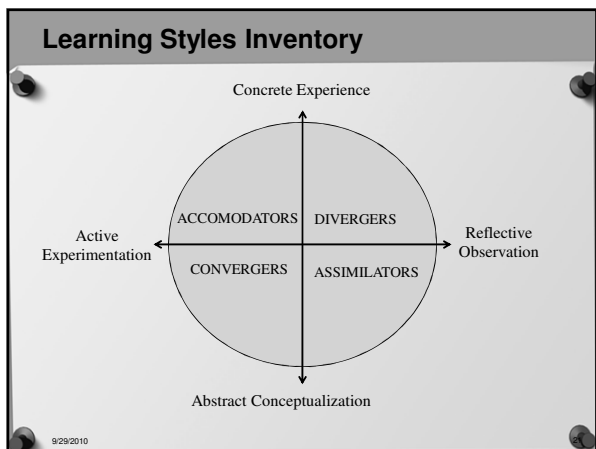 Learning Styles Inventory
Concrete Experience
ACCOMODATORS
DIVERGERS
Active
Experimentation
Reflective
Observation
CONVERGERS
ASSIMILATORS
Abstract Conceptualization
9/29/2010